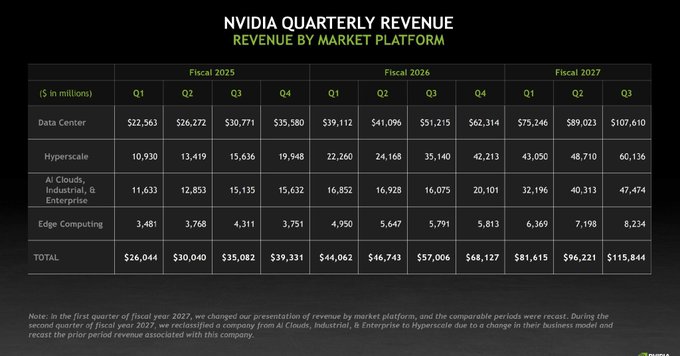 NVIDIA QUARTERLY REVENUE
REVENUE BY MARKET PLATFORM
Fiscal 2025 Fiscal 2026 Fiscal 2027
($ in millions) Q1 Q2 Q3 Q4 Q1 Q2 Q3 Q4 Q1 Q2 Q3
Data Center $22,563 $26,272 $30,771 $35,580 $39,112 $41,096 $51,215 $62,314 $75,246 $89,023 $107,610
Hyperscale 10,930 13,419 15,636 19,948 22,260 24,168 35,140 42,213 43,050 48,710 60,136
AI Clouds,
Industrial, &
Enterprise 11,633 12,853 15,135 15,632 16,852 16,928 16,075 20,101 32,196 40,313 47,474
Edge Computing 3,481 3,768 4,311 3,751 4,950 5,647 5,791 5,813 6,369 7,198 8,234
TOTAL $26,044 $30,040 $35,082 $39,331 $44,062 $46,743 $57,006 $68,127 $81,615 $96,221 $115,844
Note: In the first quarter of fiscal year 2027, we changed our presentation of revenue by market platform, and the comparable periods were recast. During the
second quarter of fiscal year 2027, we reclassified a company from AI Clouds, Industrial, & Enterprise to Hyperscale due to a change in their business model and
recast the prior period revenue associated with this company.
NVIDIA